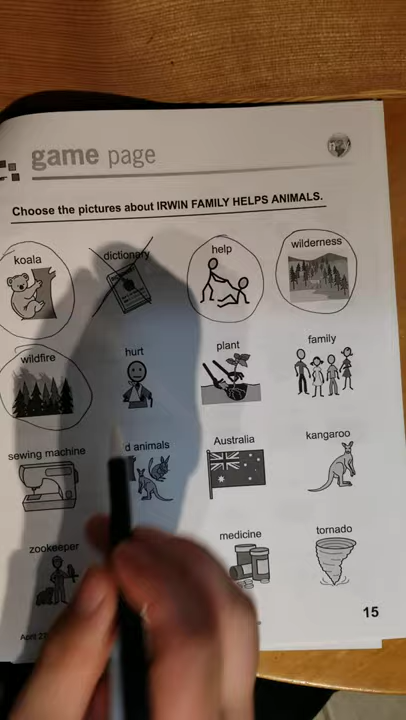 game page
Choose the pictures about IRWIN FAMILY HELPS ANIMALS.
koala dictionary help wilderness
wildfire hurt plant family
sewing machine animals Australia kangaroo
zookeeper medicine tornado
April
15